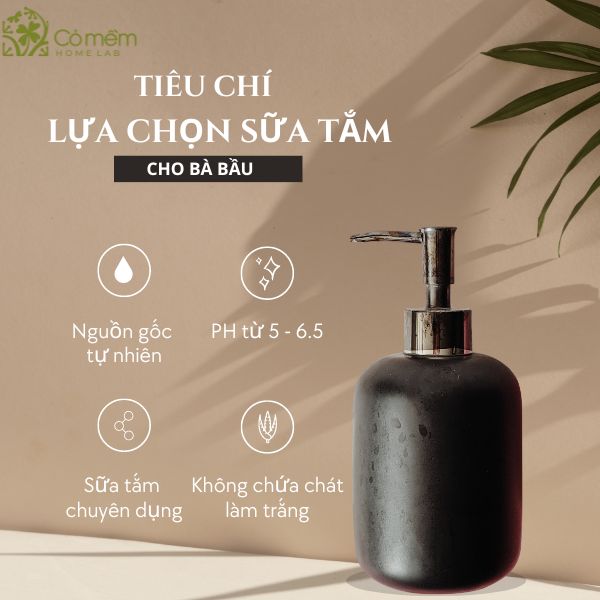 Cỏ mềm
HOME LAB
TIÊU CHÍ
LỰA CHỌN SỮA TẮM
CHO BÀ BẦU
Nguồn gốc
tự nhiên
PH từ 5 - 6.5
Sữa tắm
chuyên dụng
Không chứa chát
làm trắng